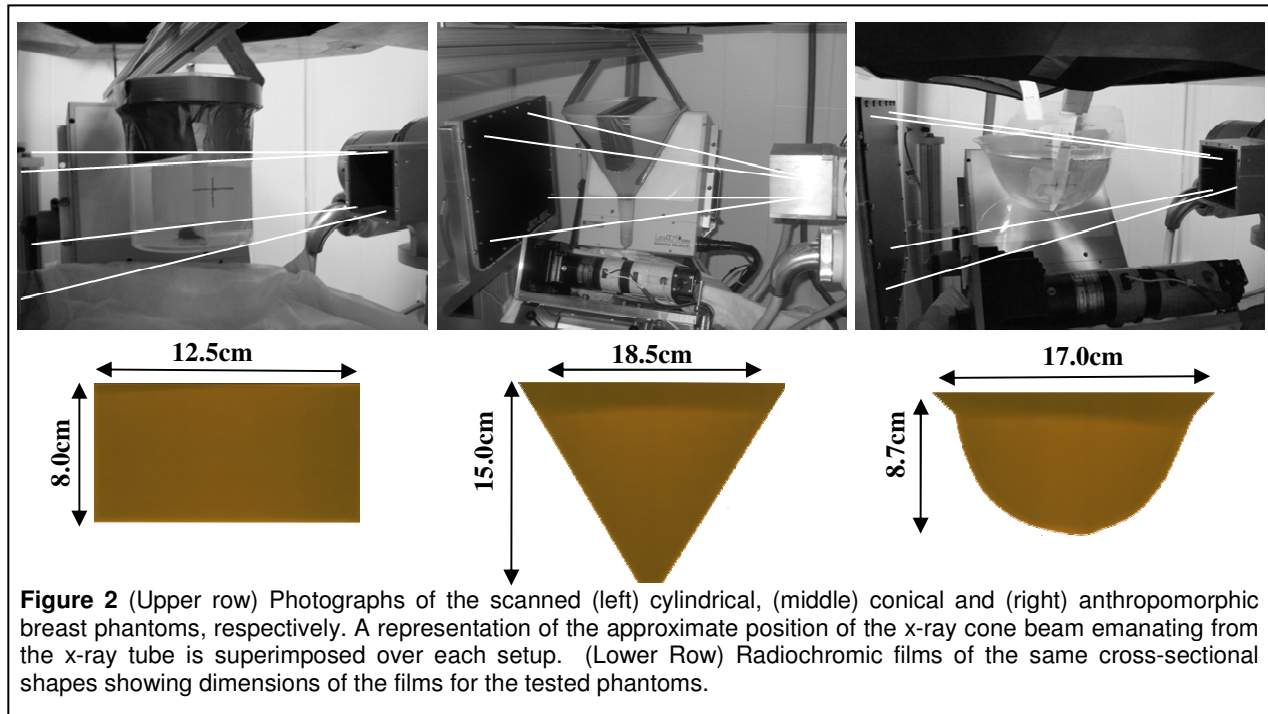 12.5cm
18.5cm
17.0cm
8.0cm
15.0cm
8.7cm
Figure 2 (Upper row) Photographs of the scanned (left) cylindrical, (middle) conical and (right) anthropomorphic
breast phantoms, respectively. A representation of the approximate position of the x-ray cone beam emanating from
the x-ray tube is superimposed over each setup. (Lower Row) Radiochromic films of the same cross-sectional
shapes showing dimensions of the films for the tested phantoms.